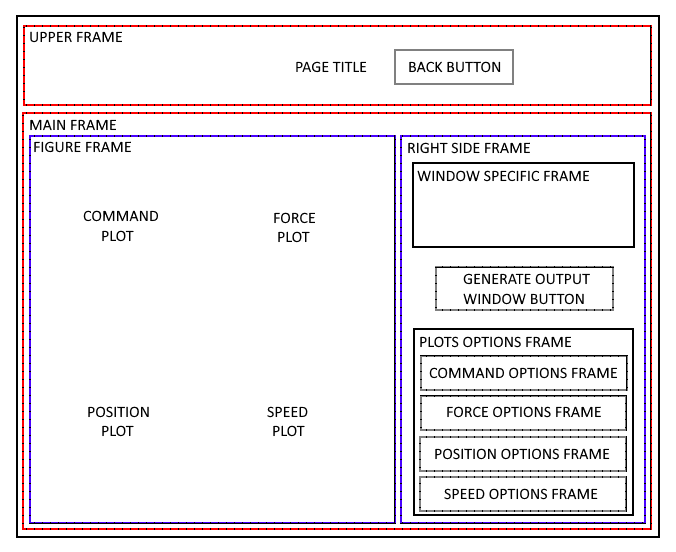 UPPER FRAME
PAGE TITLE
BACK BUTTON
MAIN FRAME
FIGURE FRAME
COMMAND
PLOT
FORCE
PLOT
POSITION
PLOT
SPEED
PLOT
RIGHT SIDE FRAME
WINDOW SPECIFIC FRAME
GENERATE OUTPUT
WINDOW BUTTON
PLOTS OPTIONS FRAME
COMMAND OPTIONS FRAME
FORCE OPTIONS FRAME
POSITION OPTIONS FRAME
SPEED OPTIONS FRAME